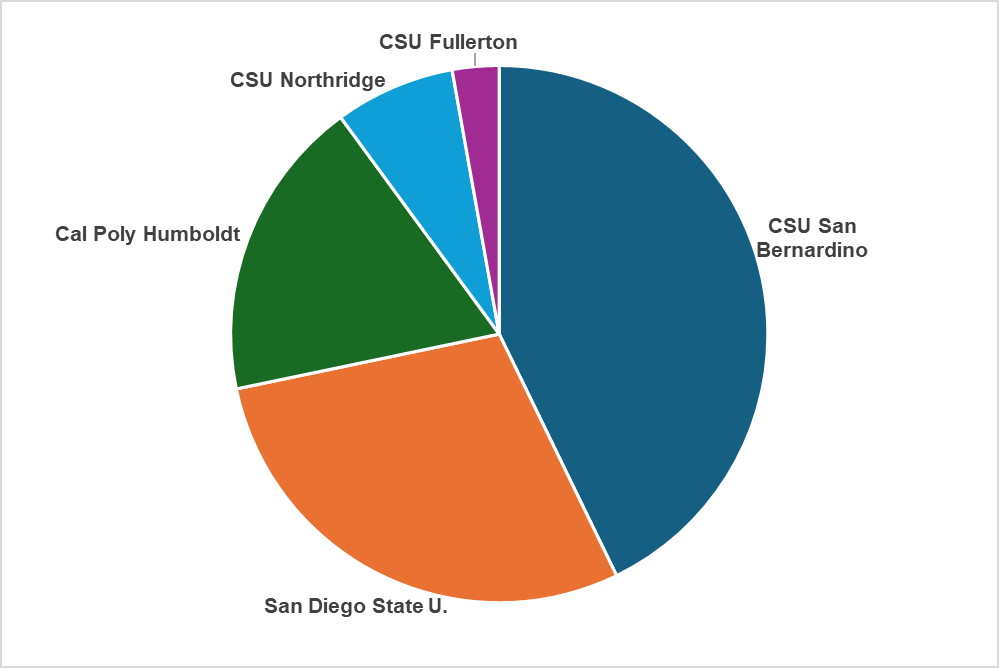 CSU Fullerton
CSU Northridge
CSU San
Bernardino
Cal Poly Humboldt
San Diego State U.